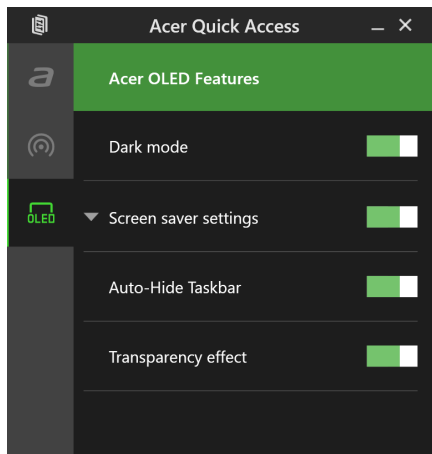 Acer Quick Access
Acer OLED Features
Dark mode
OLED
Screen saver settings
Auto-Hide Taskbar
Transparency effect